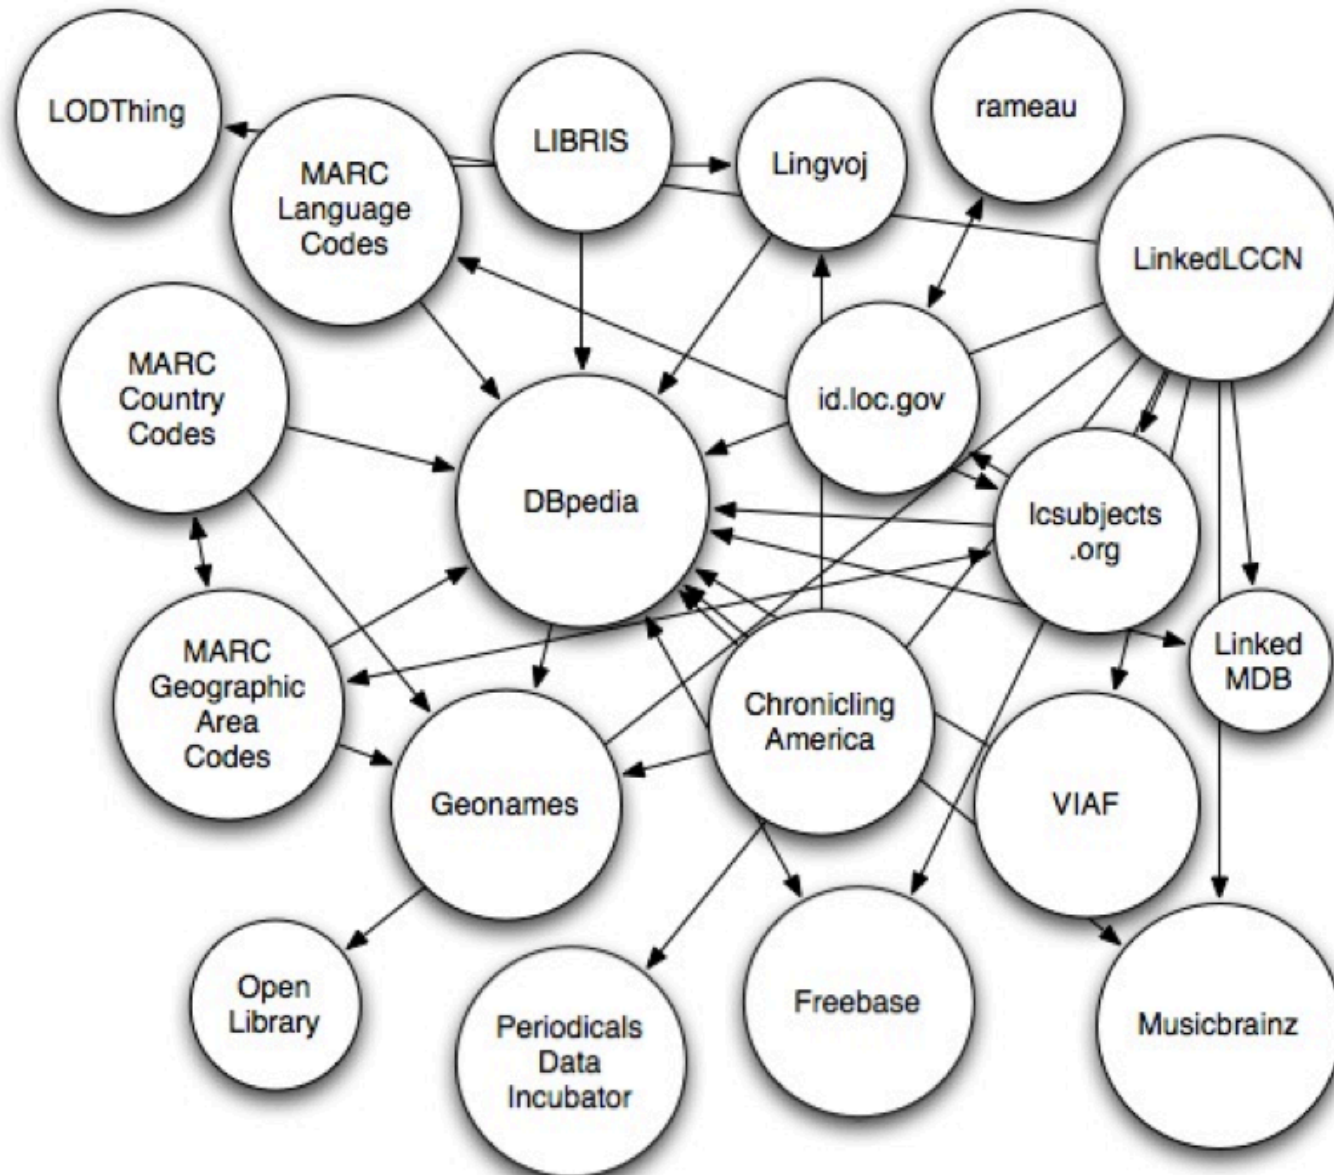 LODThing
MARC
Language
Codes
LIBRIS
Lingvoj
rameau
LinkedLCCN
MARC
Country
Codes
id.loc.gov
DBpedia
lcsubjects
.org
MARC
Geographic
Area
Codes
Linked
MDB
Chronicling
America
Geonames
VIAF
Open
Library
Periodicals
Data
Incubator
Freebase
Musicbrainz